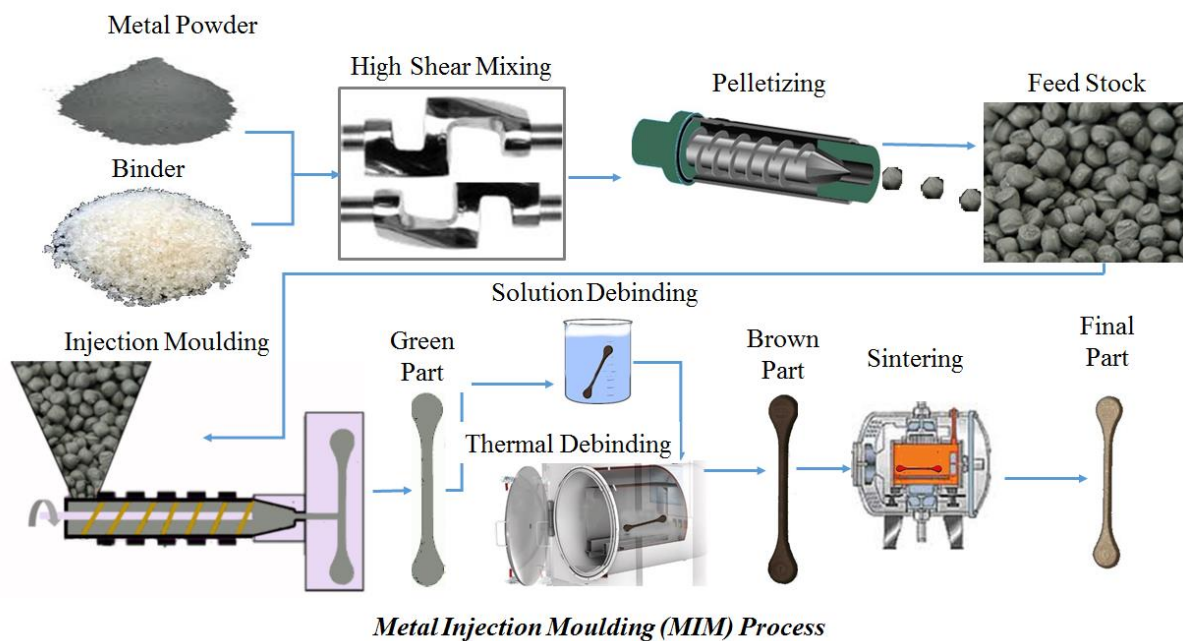 Metal Powder
High Shear Mixing
Pelletizing
Feed Stock
Binder
Solution Debinding
Injection Moulding
Green
Part
Brown
Part
Sintering
Final
Part
Thermal Debinding
Metal Injection Moulding (MIM) Process